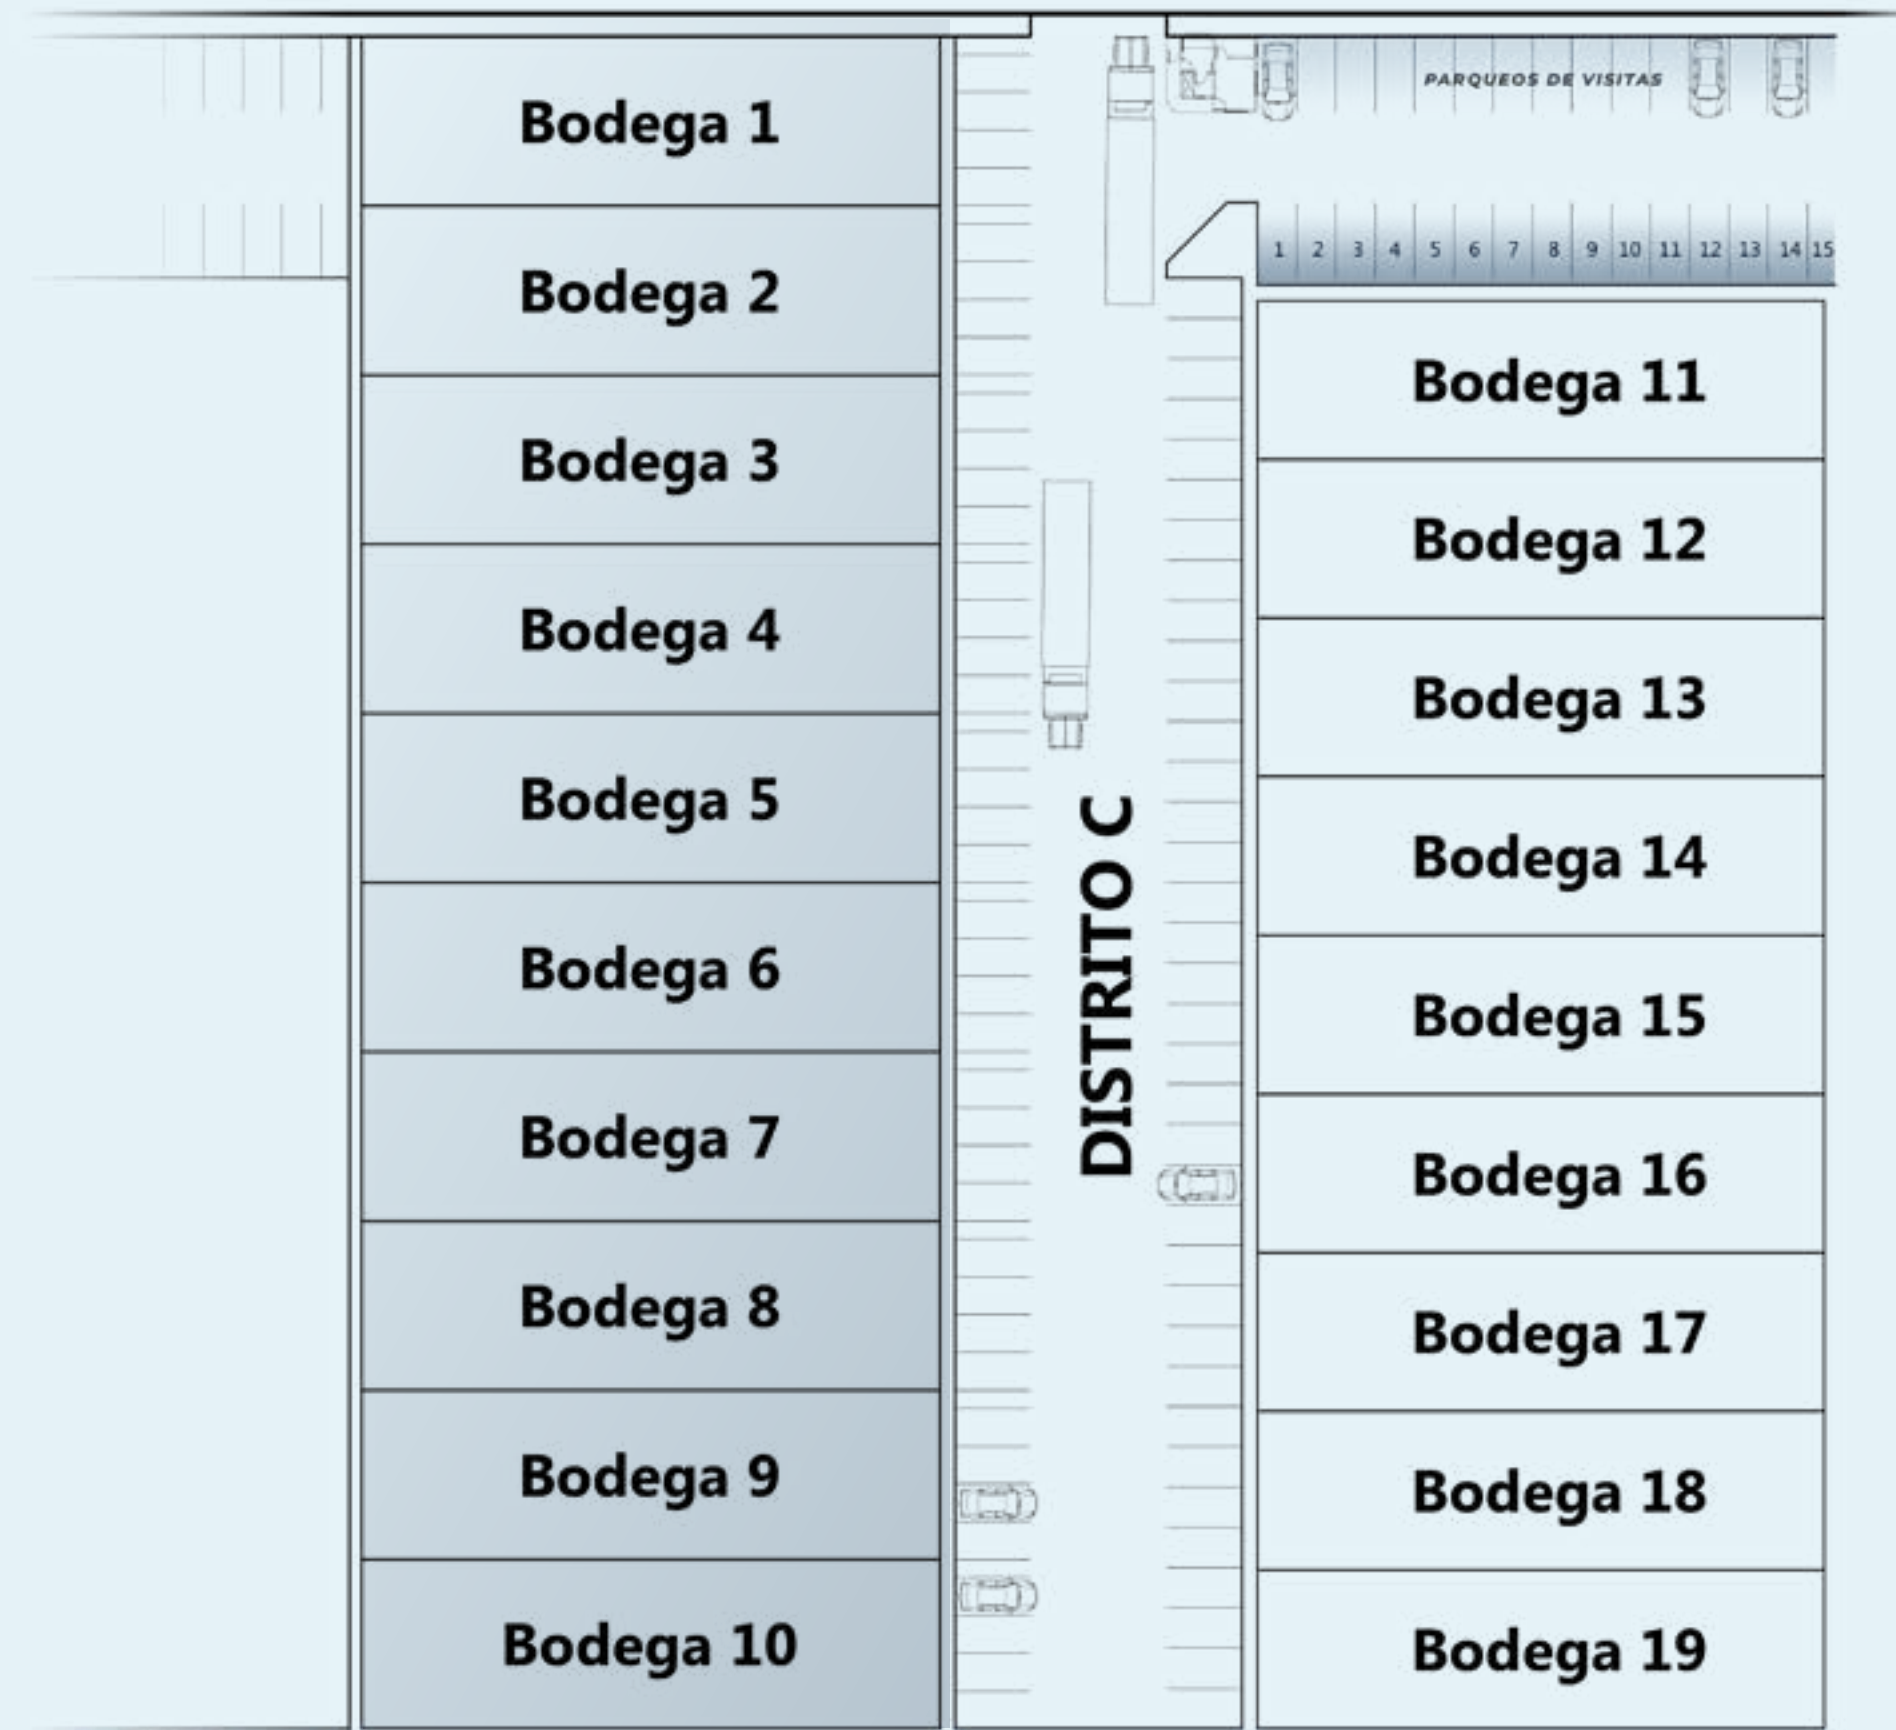 PARQUEOS DE VISITAS
1 2 3 4 5 6 7 8 9 10 11 12 13 14 15
Bodega 1
Bodega 2
Bodega 3
Bodega 4
Bodega 5
Bodega 6
Bodega 7
Bodega 8
Bodega 9
Bodega 10
DISTRITO C
Bodega 11
Bodega 12
Bodega 13
Bodega 14
Bodega 15
Bodega 16
Bodega 17
Bodega 18
Bodega 19